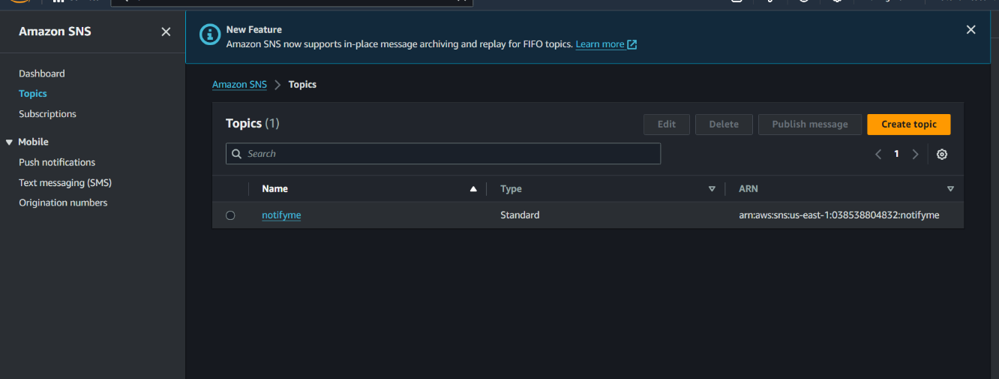 Amazon SNS
New Feature
Amazon SNS now supports in-place message archiving and replay for FIFO topics. Learn more
Dashboard
Topics
Subscriptions
Mobile
Push notifications
Text messaging (SMS)
Origination numbers
Amazon SNS > Topics
Topics (1)
Edit
Delete
Publish message
Create topic
Search
1
Name
Type
ARN
notifyme
Standard
arn:aws:sns:us-east-1:038538804832:notifyme